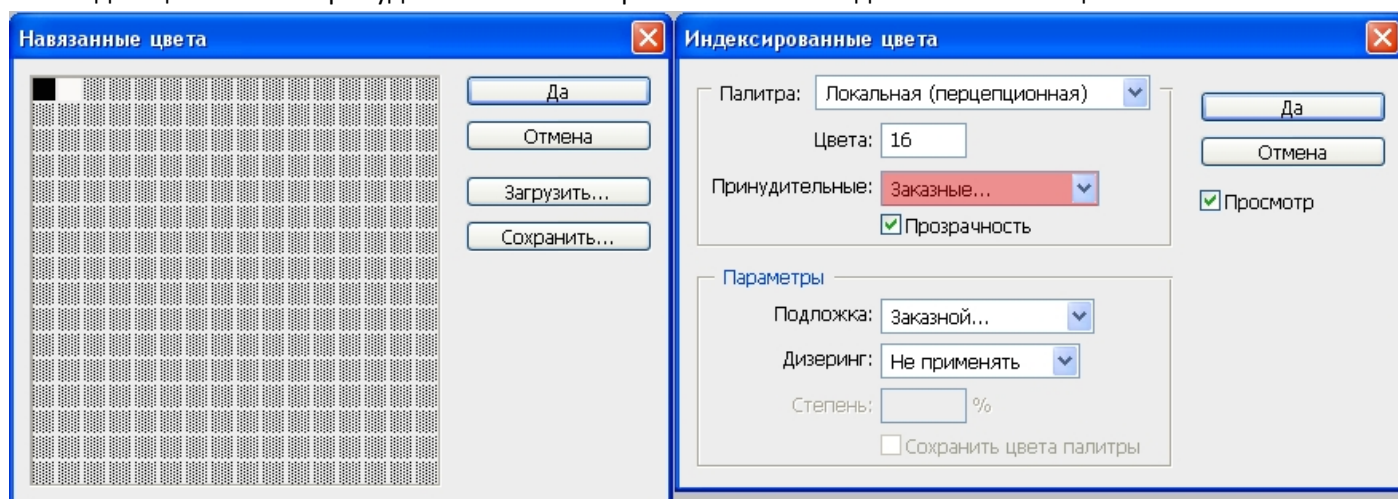 Навязанные цвета
Да
Отмена
Загрузить...
Сохранить...
Индексированные цвета
Палитра: Локальная (перцепционная)
Цвета: 16
Принудительные: Заказные...
Прозрачность
Параметры
Подложка: Заказной...
Дизеринг: Не применять
Степень: %
Сохранить цвета палитры
Да
Отмена
Просмотр